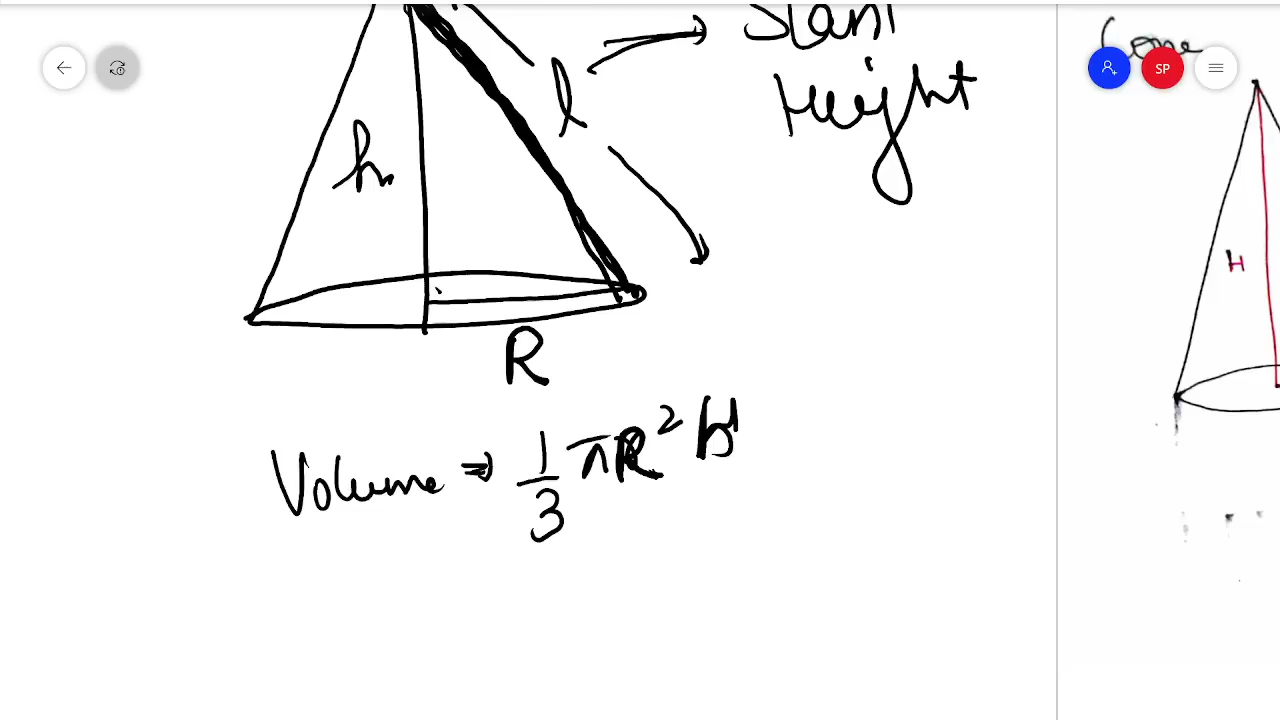 Slant
Height
l
h
R
Volume ⇒ 1/3 πR² h
Cone
SP
H